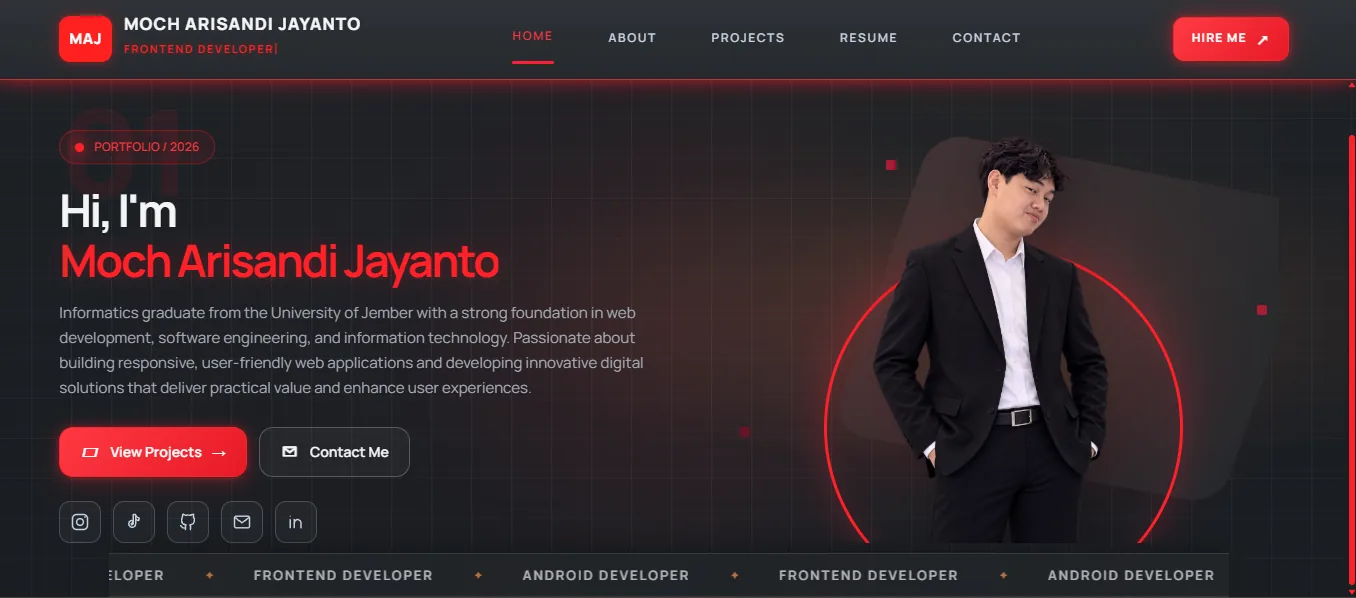 MAJ
MOCH ARISANDI JAYANTO
FRONTEND DEVELOPER|
HOME
ABOUT
PROJECTS
RESUME
CONTACT
HIRE ME ↗
01
PORTFOLIO / 2026
Hi, I'm
Moch Arisandi Jayanto
Informatics graduate from the University of Jember with a strong foundation in web
development, software engineering, and information technology. Passionate about
building responsive, user-friendly web applications and developing innovative digital
solutions that deliver practical value and enhance user experiences.
View Projects →
Contact Me
in
ELOPER ✦ FRONTEND DEVELOPER ✦ ANDROID DEVELOPER ✦ FRONTEND DEVELOPER ✦ ANDROID DEVELOPER